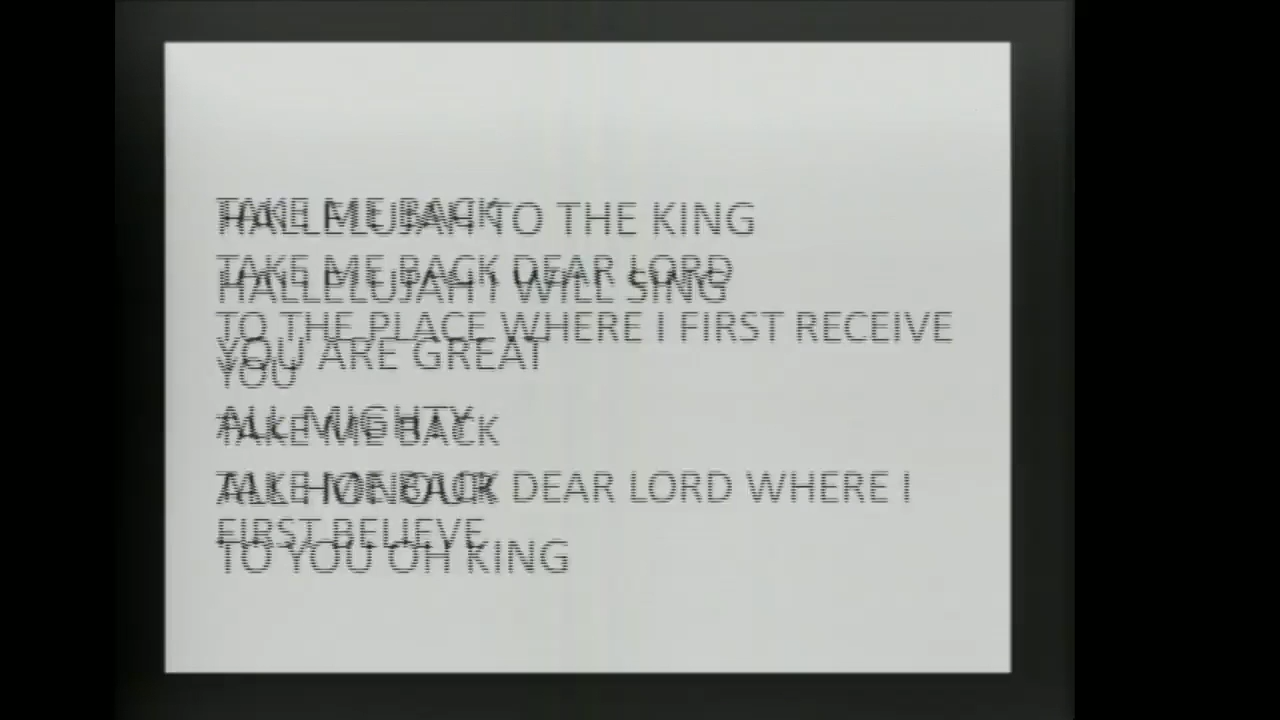 TAKE ME BACK
HALLELUJAH TO THE KING
TAKE ME BACK DEAR LORD
HALLELUJAH I WILL SING
TO THE PLACE WHERE I FIRST RECEIVE
YOU ARE GREAT
YOU
ALL MIGHTY
TAKE ME BACK
TAKE ME BACK DEAR LORD WHERE I
ALL HONOUR
FIRST BELIEVE
TO YOU OH KING